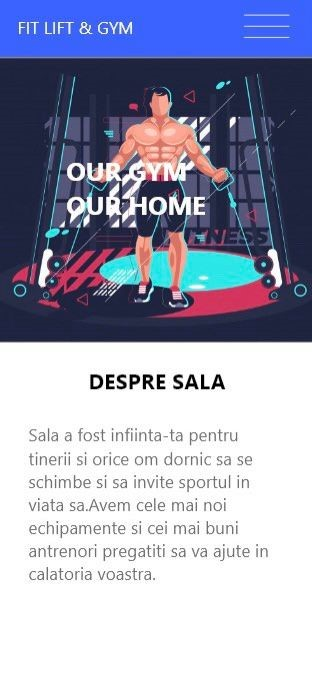 FIT LIFT & GYM
OUR GYM
OUR HOME
DESPRE SALA
Sala a fost infiinta-ta pentru
tinerii si orice om dornic sa se
schimbe si sa invite sportul in
viata sa.Avem cele mai noi
echipamente si cei mai buni
antrenori pregatiti sa va ajute in
calatoria voastra.